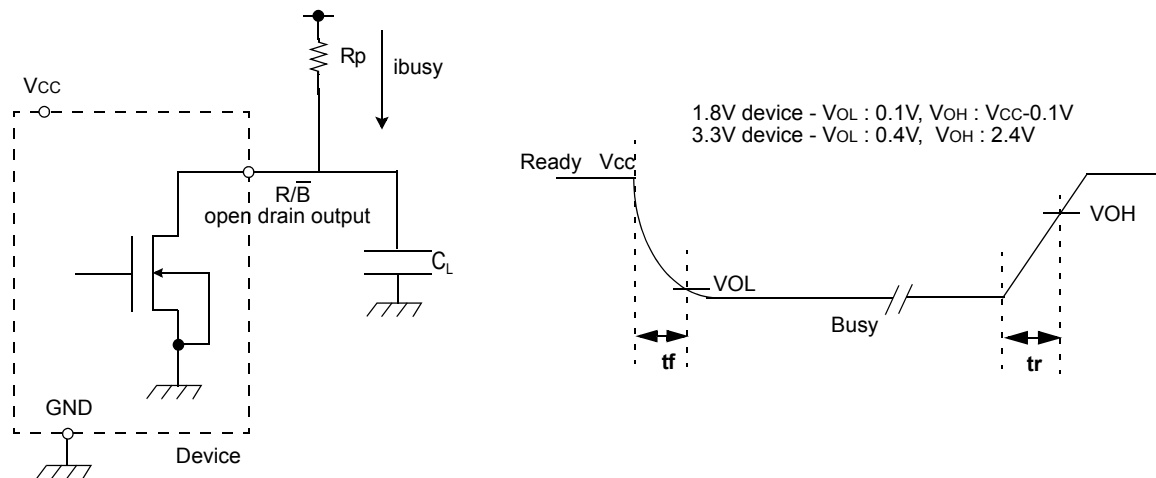 Rp
ibusy
VCC
R/B̅
open drain output
CL
GND
Device
1.8V device - VOL : 0.1V, VOH : VCC-0.1V
3.3V device - VOL : 0.4V, VOH : 2.4V
Ready Vcc
VOH
VOL
Busy
tf
tr